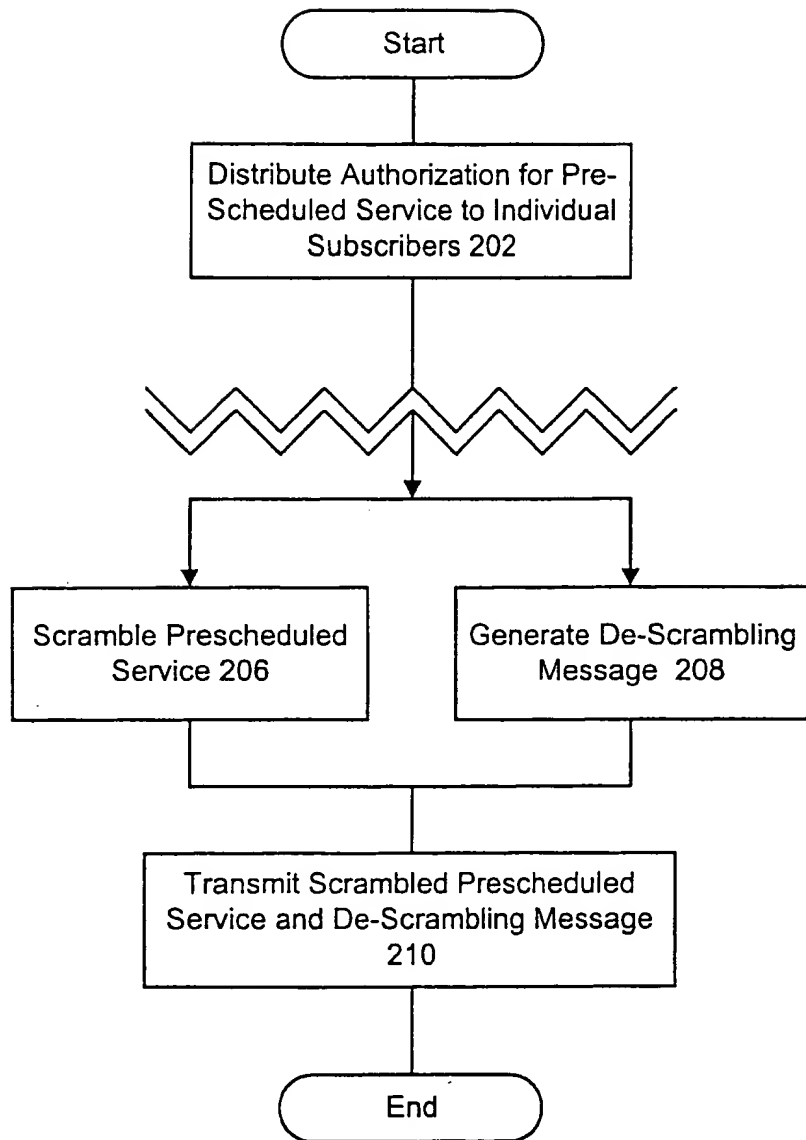 Start
Distribute Authorization for Pre-
Scheduled Service to Individual
Subscribers 202
Scramble Prescheduled
Service 206
Generate De-Scrambling
Message 208
Transmit Scrambled Prescheduled
Service and De-Scrambling Message
210
End